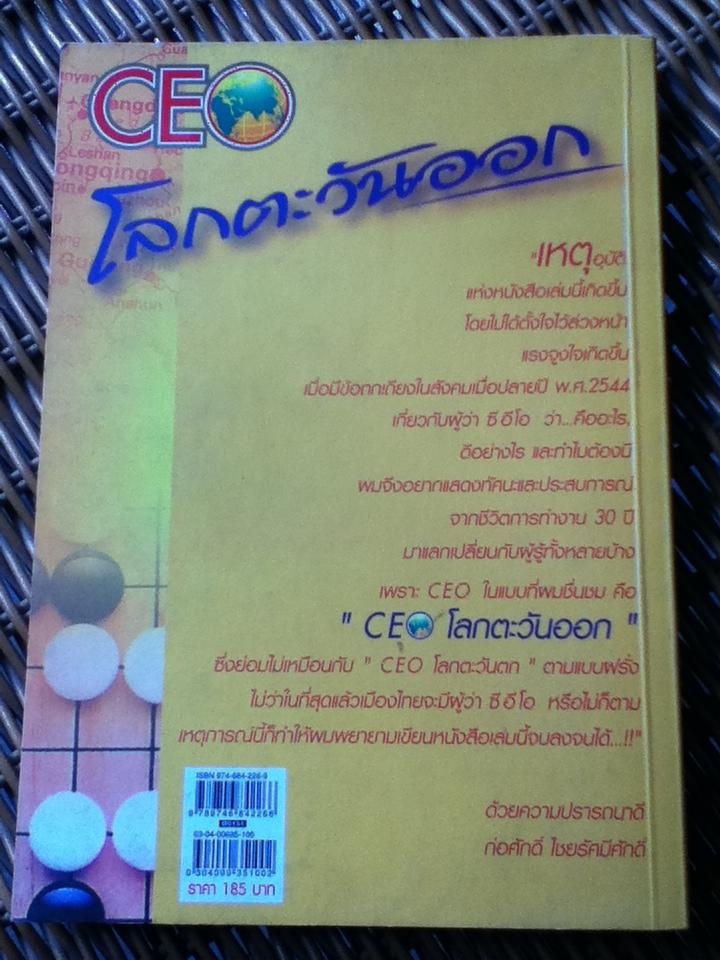 CEO
โลกตะวันออก
Leshan
Anshun
"เหตุอุบัติ
แห่งหนังสือเล่มนี้เกิดขึ้น
โดยไม่ได้ตั้งใจไว้ล่วงหน้า
แรงจูงใจเกิดขึ้น
เมื่อมีข้อถกเถียงในสังคมเมื่อปลายปี พ.ศ.2544
เกี่ยวกับผู้ว่า ซี อี โอ ว่า...คืออะไร,
ดีอย่างไร และทำไมต้องมี
ผมจึงอยากแสดงทัศนะและประสบการณ์
จากชีวิตการทำงาน 30 ปี
มาแลกเปลี่ยนกับผู้รู้ทั้งหลายบ้าง
เพราะ CEO ในแบบที่ผมชื่นชม คือ
" CEO โลกตะวันออก "
ซึ่งย่อมไม่เหมือนกับ " CEO โลกตะวันตก " ตามแบบฝรั่ง
ไม่ว่าในที่สุดแล้วเมืองไทยจะมีผู้ว่า ซี อี โอ หรือไม่ก็ตาม
เหตุการณ์นี้ก็ทำให้ผมพยายามเขียนหนังสือเล่มนี้จบลงจนได้...!!"
ด้วยความปรารถนาดี
ก่อศักดิ์ ไชยรัศมีศักดิ์
ISBN 974-684-226-9
9 789746 842266
ราคา 185 บาท